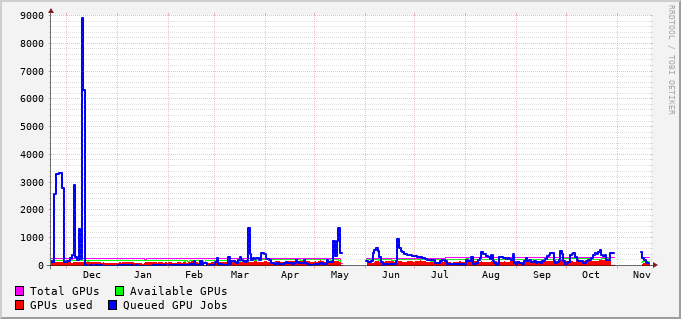 9000
8000
7000
6000
5000
4000
3000
2000
1000
0
Dec Jan Feb Mar Apr May Jun Jul Aug Sep Oct Nov
Total GPUs Available GPUs
GPUs used Queued GPU Jobs
RRDTOOL / TOBI OETIKER